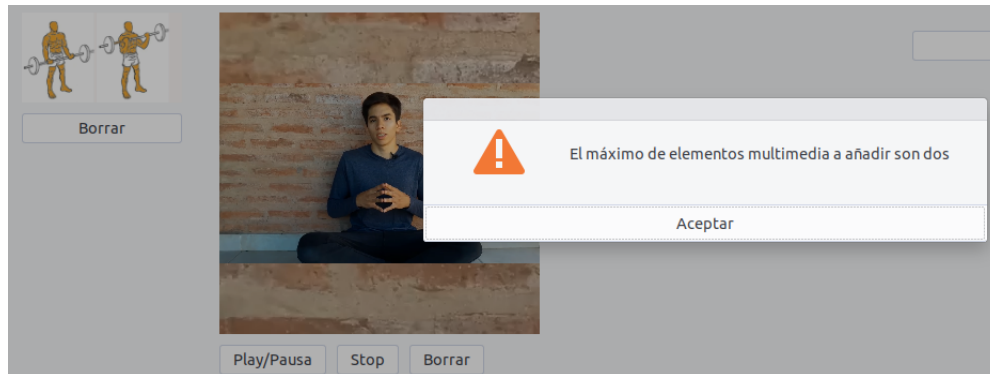 Borrar
El máximo de elementos multimedia a añadir son dos
Aceptar
Play/Pausa
Stop
Borrar